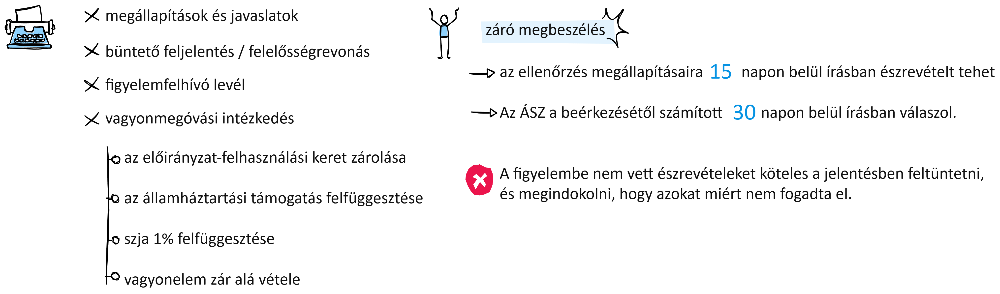 megállapítások és javaslatok
büntető feljelentés / felelősségrevonás
figyelemfelhívó levél
vagyonmegóvási intézkedés
az előirányzat-felhasználási keret zárolása
az államháztartási támogatás felfüggesztése
szja 1% felfüggesztése
vagyonelem zár alá vétele
záró megbeszélés
az ellenőrzés megállapításaira 15 napon belül írásban észrevételt tehet
Az ÁSZ a beérkezésétől számított 30 napon belül írásban válaszol.
A figyelembe nem vett észrevételeket köteles a jelentésben feltüntetni,
és megindokolni, hogy azokat miért nem fogadta el.